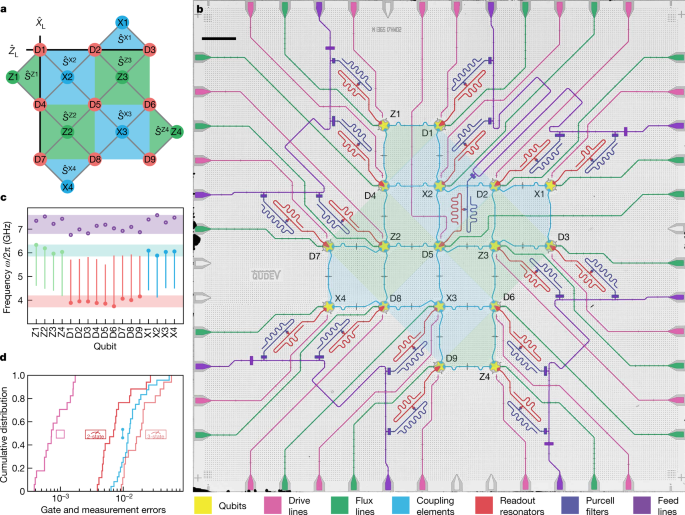 a
X̂L
ẐL
X1
ŜX1
D1
D2
D3
Z1
ŜZ1
ŜX2
X2
ŜZ3
Z3
D4
D5
D6
ŜZ2
Z2
ŜX3
X3
ŜZ4
Z4
D7
D8
D9
ŜX4
X4
b
Z1
D1
D4
X2
D2
X1
D7
Z2
D5
Z3
D3
X4
D8
X3
D6
D9
Z4
QUDEV
c
Frequency ω/2π (GHz)
7
6
5
4
Z1
Z2
Z3
Z4
D1
D2
D3
D4
D5
D6
D7
D8
D9
X1
X2
X3
X4
Qubit
d
Cumulative distribution
1.0
0.8
0.6
0.4
0.2
0
2-state
3-state
10−3
10−2
Gate and measurement errors
Qubits
Drive
lines
Flux
lines
Coupling
elements
Readout
resonators
Purcell
filters
Feed
lines